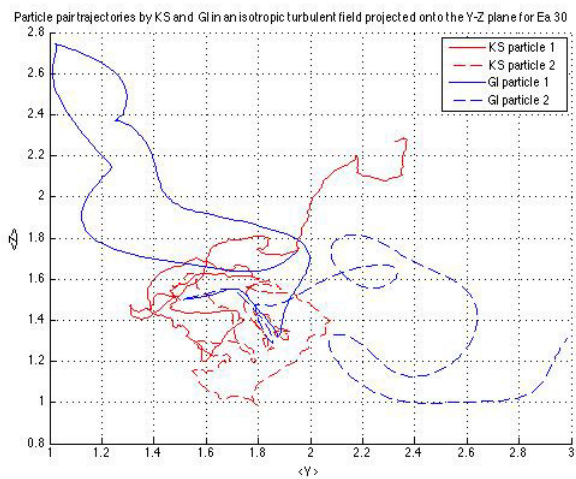 Particle pair trajectories by KS and GI in an isotropic turbulent field projected onto the Y-Z plane for Ea 30
2.8
2.6
2.4
2.2
2
1.8
1.6
1.4
1.2
1
0.8
<Z>
KS particle 1
KS particle 2
GI particle 1
GI particle 2
1 1.2 1.4 1.6 1.8 2 2.2 2.4 2.6 2.8 3
<Y>